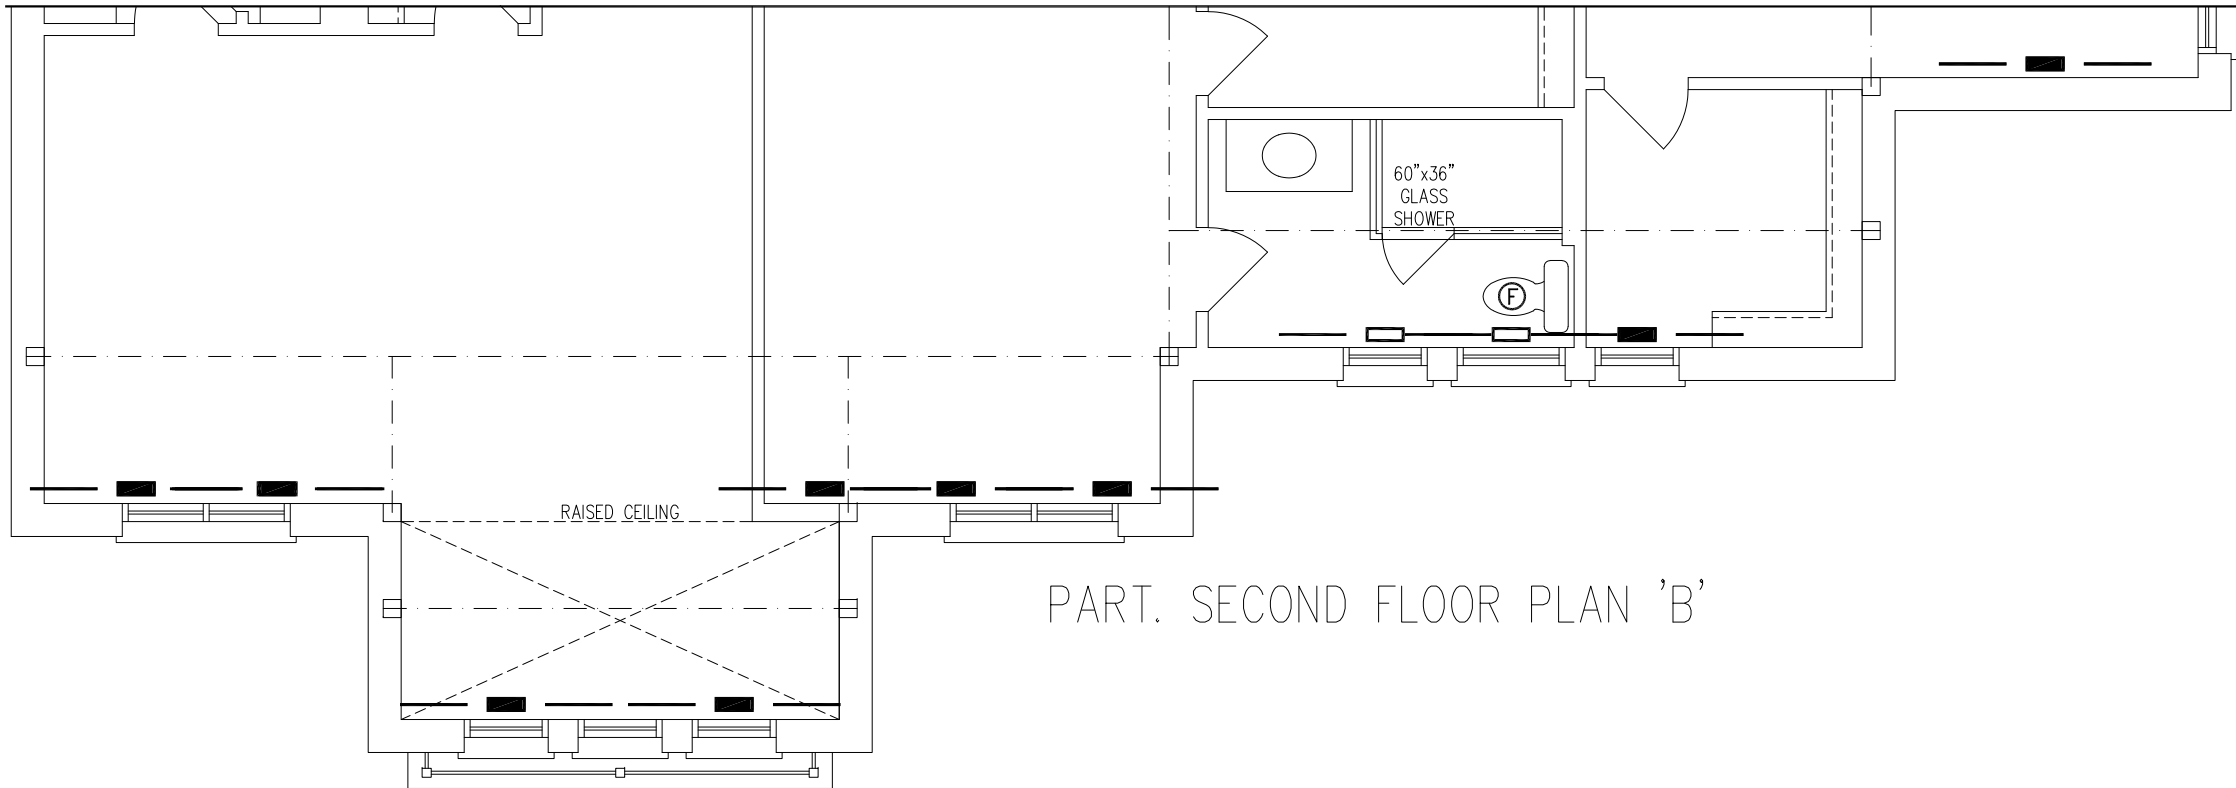 60"x36"
GLASS
SHOWER
F
RAISED CEILING
PART. SECOND FLOOR PLAN 'B'